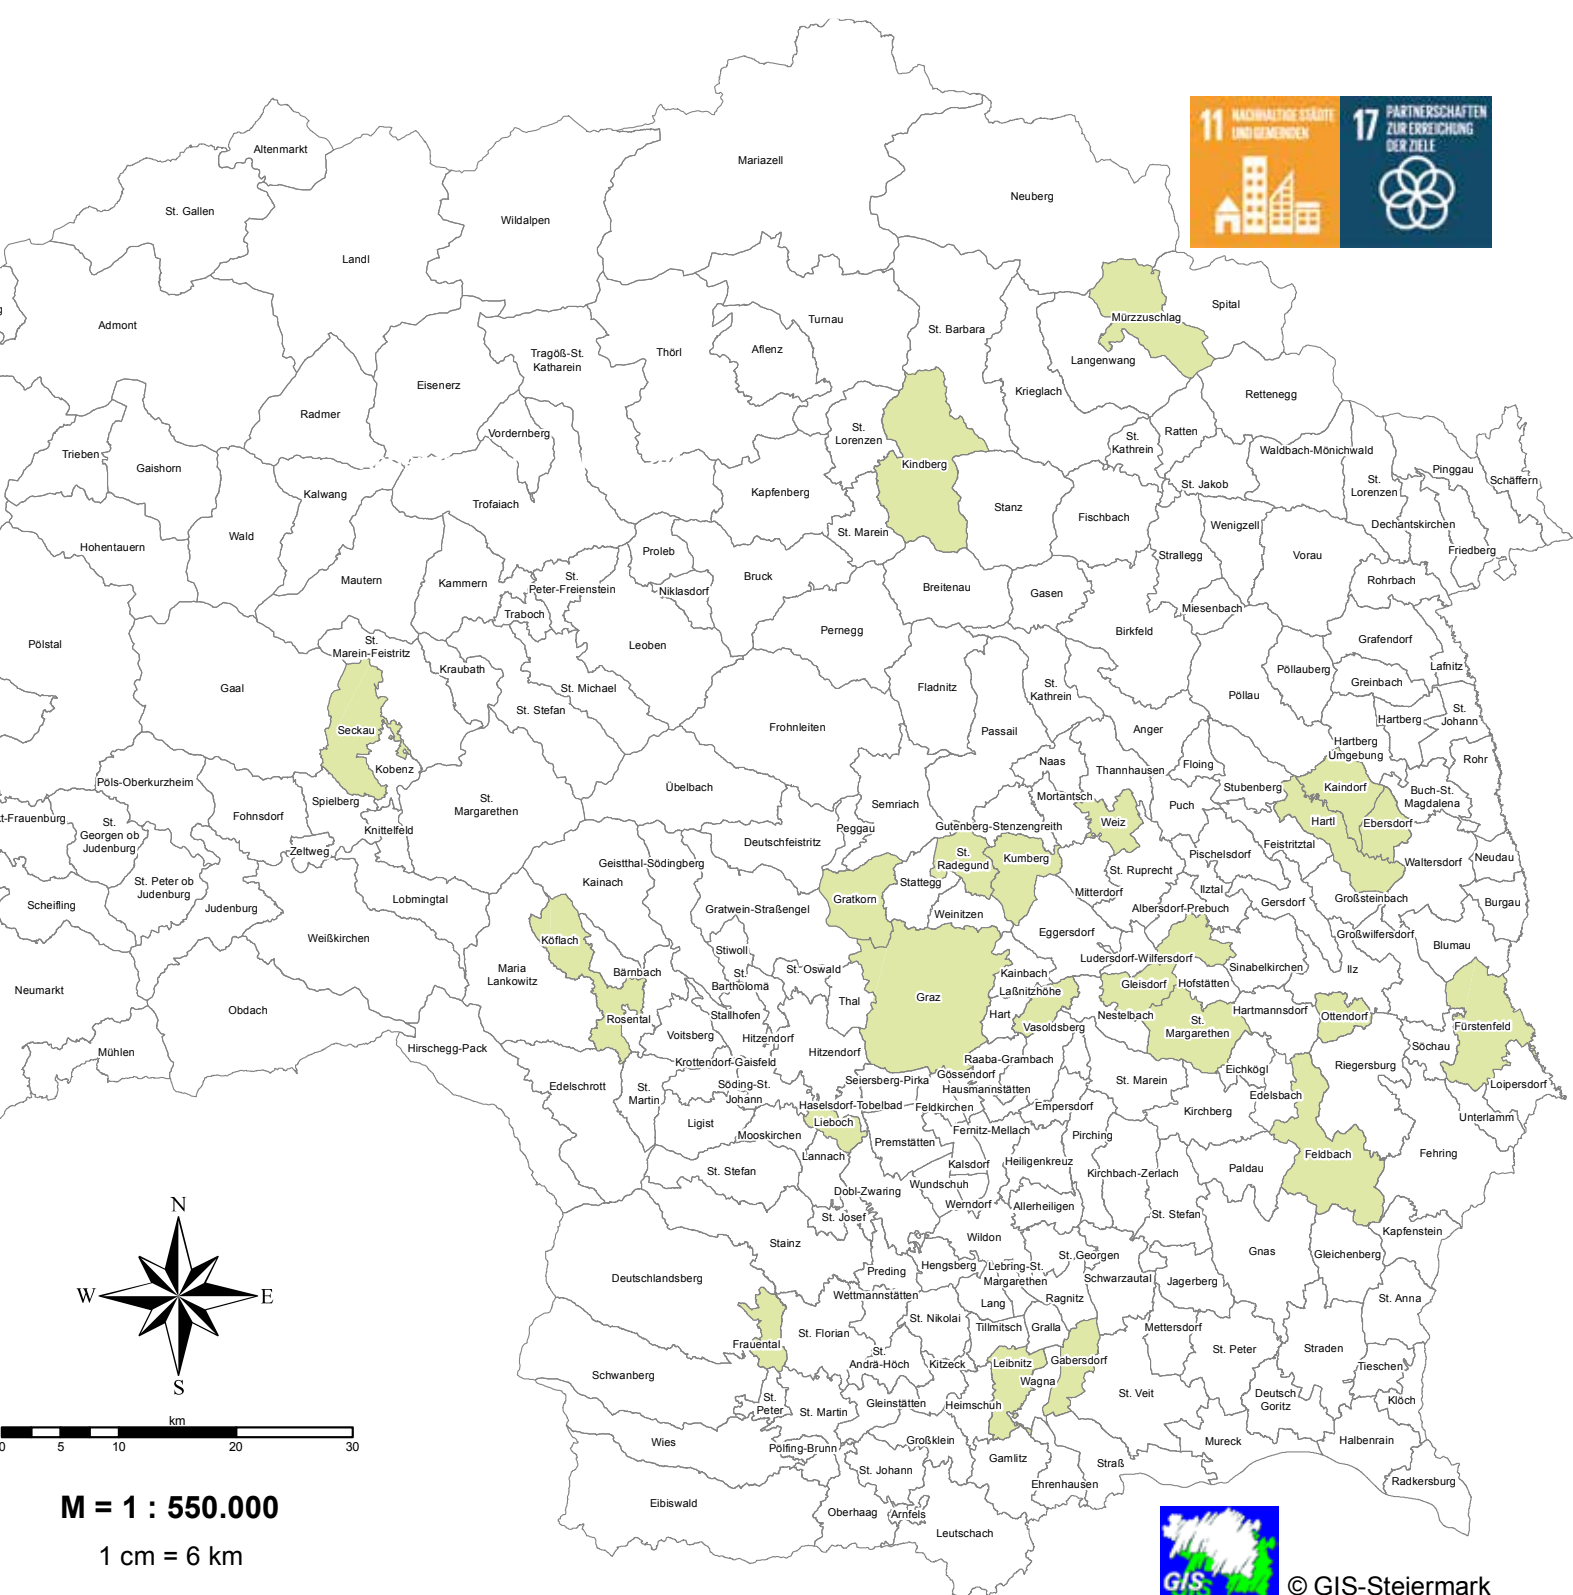 11 NACHHALTIGE STÄDTE
UND GEMEINDEN
17 PARTNERSCHAFTEN
ZUR ERREICHUNG
DER ZIELE
Altenmarkt
Mariazell
Neuberg
St. Gallen
Wildalpen
Landl
Admont
Spital
Mürzzuschlag
Turnau
St. Barbara
Aflenz
Thörl
Tragöß-St.
Katharein
Langenwang
Eisenerz
Krieglach
Rettenegg
Radmer
Vordernberg
St.
Lorenzen
Ratten
St.
Kathrein
Waldbach-Mönichwald
Trieben
Gaishorn
Kindberg
Pinggau
Schäffern
St. Jakob
St.
Lorenzen
Kalwang
Trofaiach
Kapfenberg
Stanz
Fischbach
Wenigzell
Dechantskirchen
St. Marein
Wald
Hohentauern
Proleb
Strallegg
Vorau
Friedberg
Mautern
Kammern
St.
Peter-Freienstein
Niklasdorf
Bruck
Breitenau
Gasen
Rohrbach
Traboch
Miesenbach
Pölstal
St.
Marein-Feistritz
Leoben
Pernegg
Birkfeld
Grafendorf
Kraubath
Pöllauberg
Lafnitz
Gaal
St. Michael
Fladnitz
St.
Kathrein
Pöllau
Greinbach
St. Stefan
Hartberg
St.
Johann
Seckau
Frohnleiten
Passail
Anger
Hartberg
Umgebung
Kobenz
Naas
Thannhausen
Floing
Rohr
Pöls-Oberkurzheim
Stubenberg
Kaindorf
Übelbach
Mortantsch
Buch-St.
Magdalena
Spielberg
St.
Margarethen
Semriach
Puch
t-Frauenburg
St.
Georgen ob
Judenburg
Fohnsdorf
Knittelfeld
Peggau
Gutenberg-Stenzengreith
Weiz
Hartl
Ebersdorf
Zeltweg
Deutschfeistritz
Feistritztal
Geistthal-Södingberg
St.
Radegund
Kumberg
Pischelsdorf
Waltersdorf
Neudau
Kainach
Stattegg
St. Ruprecht
St. Peter ob
Judenburg
Mitterdorf
Ilztal
Scheifling
Judenburg
Lobmingtal
Gratkorn
Albersdorf-Prebuch
Gersdorf
Großsteinbach
Burgau
Gratwein-Straßengel
Weinitzen
Weißkirchen
Köflach
Eggersdorf
Großwilfersdorf
Blumau
Stiwoll
Ludersdorf-Wilfersdorf
Sinabelkirchen
Ilz
Maria
Lankowitz
Bärnbach
St.
Bartholomä
St. Oswald
Kainbach
Neumarkt
Gleisdorf
Hofstätten
Laßnitzhöhe
Thal
Graz
Obdach
Rosental
Stallhofen
Hart
Nestelbach
St.
Margarethen
Hartmannsdorf
Ottendorf
Fürstenfeld
Voitsberg
Hitzendorf
Vasoldsberg
Mühlen
Hirschegg-Pack
Hitzendorf
Söchau
Krottendorf-Gaisfeld
Raaba-Grambach
Eichkögl
Riegersburg
Gössendorf
Edelschrott
St.
Martin
Söding-St.
Johann
Seiersberg-Pirka
Hausmannstätten
St. Marein
Loipersdorf
Edelsbach
Haselsdorf-Tobelbad
Feldkirchen
Empersdorf
Kirchberg
Unterlamm
Ligist
Lieboch
Mooskirchen
Premstätten
Fernitz-Mellach
Pirching
Lannach
Feldbach
Fehring
St. Stefan
Kalsdorf
Heiligenkreuz
Kirchbach-Zerlach
Paldau
Dobl-Zwaring
Wundschuh
Werndorf
Allerheiligen
St. Josef
St. Stefan
Kapfenstein
Stainz
Wildon
Gnas
Gleichenberg
St. Georgen
Hengsberg
Lebring-St.
Margarethen
Preding
Schwarzautal
Jagerberg
Deutschlandsberg
Wettmannstätten
Lang
Ragnitz
St. Anna
St. Nikolai
Tillmitsch
Gralla
Mettersdorf
St. Florian
Frauental
St. Peter
Straden
St.
Andrä-Höch
Kitzeck
Leibnitz
Gabersdorf
Tieschen
Schwanberg
Wagna
St. Veit
Deutsch
Goritz
Klöch
St.
Peter
St. Martin
Gleinstätten
Heimschuh
Wies
Pölfing-Brunn
Großklein
Mureck
Halbenrain
Gamlitz
St. Johann
Straß
Ehrenhausen
Radkersburg
Eibiswald
Oberhaag
Arnfels
Leutschach
N
W E
S
km
0 5 10 20 30
M = 1 : 550.000
1 cm = 6 km
GIS
© GIS-Steiermark